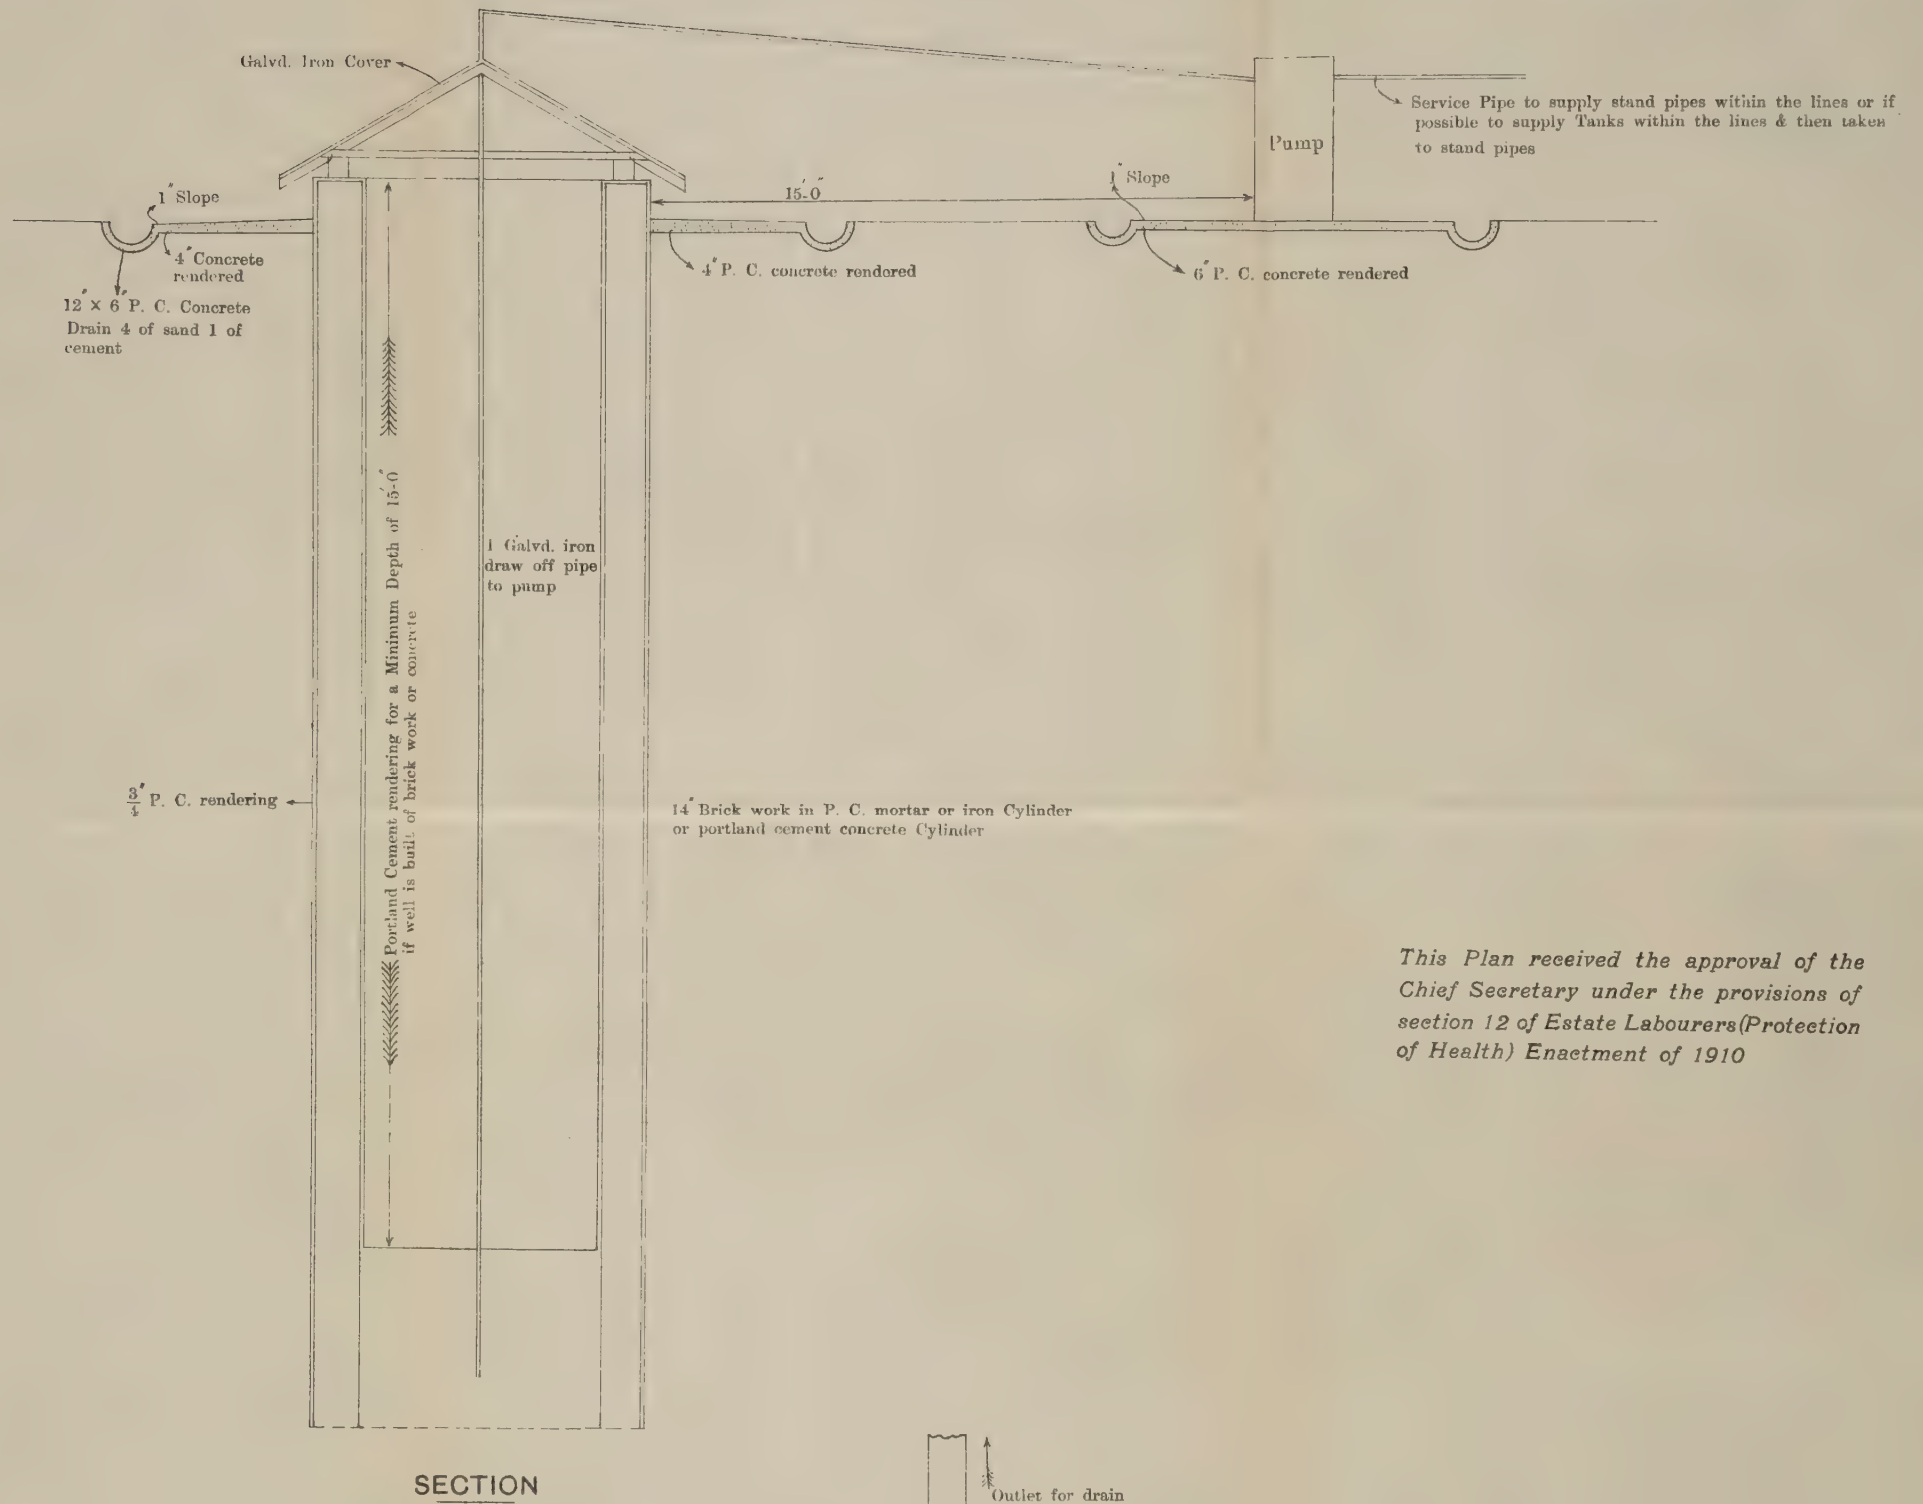 Galvd. Iron Cover
Service Pipe to supply stand pipes within the lines or if
possible to supply Tanks within the lines & then taken
to stand pipes
Pump
1" Slope
15'-0"
1" Slope
4" Concrete
rendered
4" P. C. concrete rendered
6" P. C. concrete rendered
12" × 6" P. C. Concrete
Drain 4 of sand 1 of
cement
Portland Cement rendering for a Minimum Depth of 15'-0"
if well is built of brick work or concrete
1 Galvd. iron
draw off pipe
to pump
3/4" P. C. rendering
14" Brick work in P. C. mortar or iron Cylinder
or portland cement concrete Cylinder
This Plan received the approval of the
Chief Secretary under the provisions of
section 12 of Estate Labourers (Protection
of Health) Enactment of 1910
SECTION
Outlet for drain